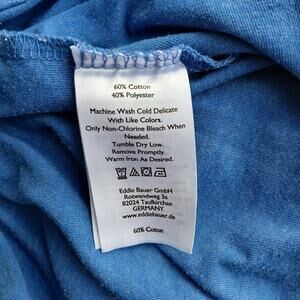 60% Cotton
40% Polyester
Machine Wash Cold Delicate
With Like Colors.
Only Non-Chlorine Bleach When
Needed.
Tumble Dry Low.
Remove Promptly.
Warm Iron As Desired.
Eddie Bauer GmbH
Rotwandweg 3a
82024 Taufkirchen
GERMANY
www.eddiebauer.de
60% Coton